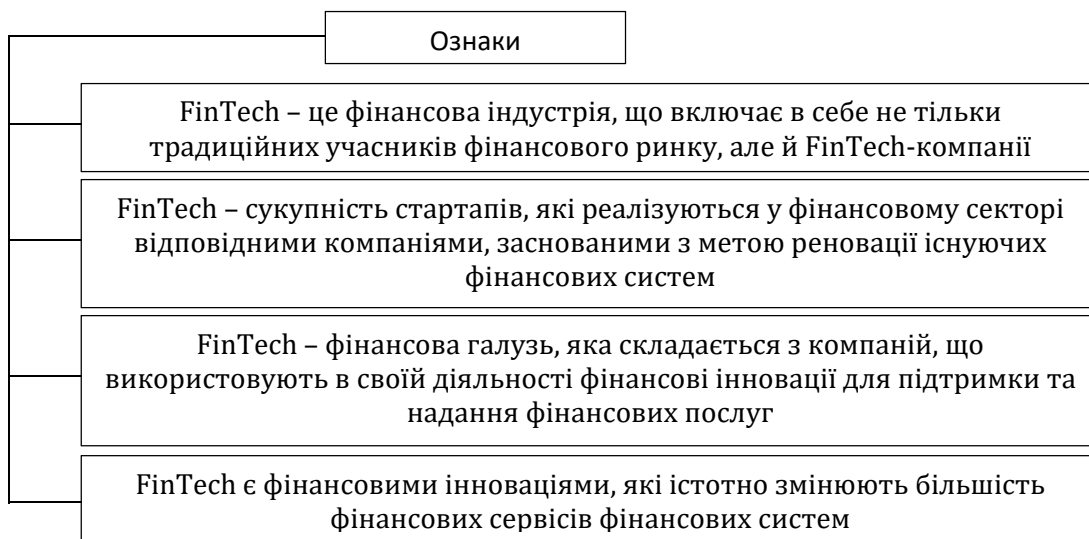 Ознаки
FinTech – це фінансова індустрія, що включає в себе не тільки
традиційних учасників фінансового ринку, але й FinTech-компанії
FinTech – сукупність стартапів, які реалізуються у фінансовому секторі
відповідними компаніями, заснованими з метою реновації існуючих
фінансових систем
FinTech – фінансова галузь, яка складається з компаній, що
використовують в своїй діяльності фінансові інновації для підтримки та
надання фінансових послуг
FinTech є фінансовими інноваціями, які істотно змінюють більшість
фінансових сервісів фінансових систем